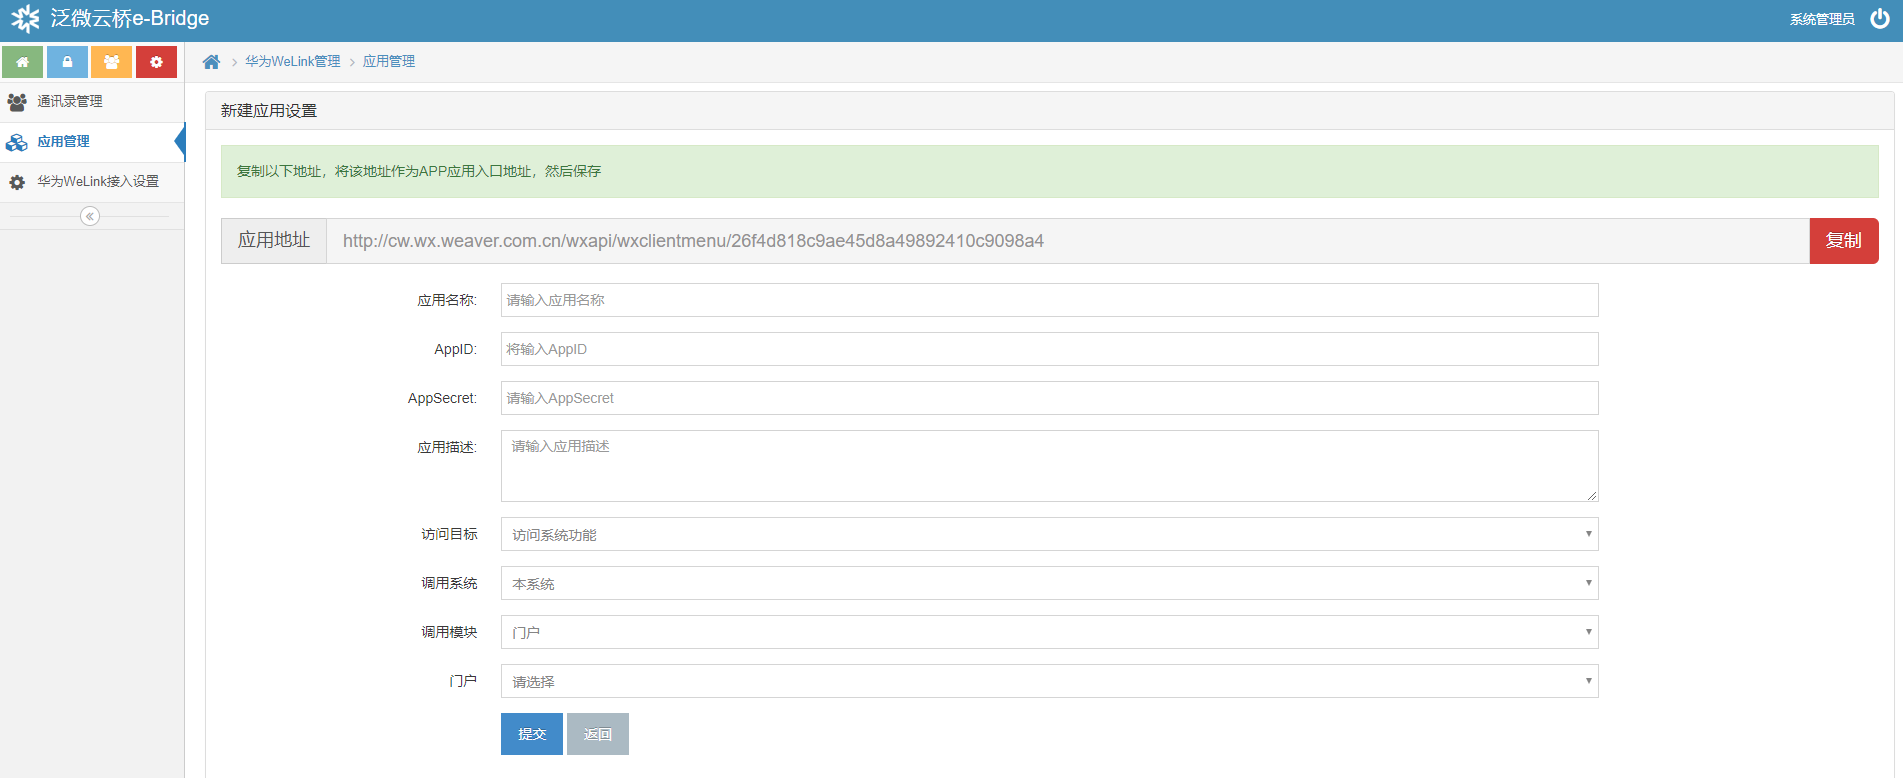 泛微云桥e-Bridge
系统管理员
华为WeLink管理
应用管理
通讯录管理
应用管理
华为WeLink接入设置
新建应用设置
复制以下地址，将该地址作为APP应用入口地址，然后保存
应用地址
http://cw.wx.weaver.com.cn/wxapi/wxclientmenu/26f4d818c9ae45d8a49892410c9098a4
复制
应用名称:
请输入应用名称
AppID:
将输入AppID
AppSecret:
请输入AppSecret
应用描述:
请输入应用描述
访问目标
访问系统功能
调用系统
本系统
调用模块
门户
门户
请选择
提交
返回